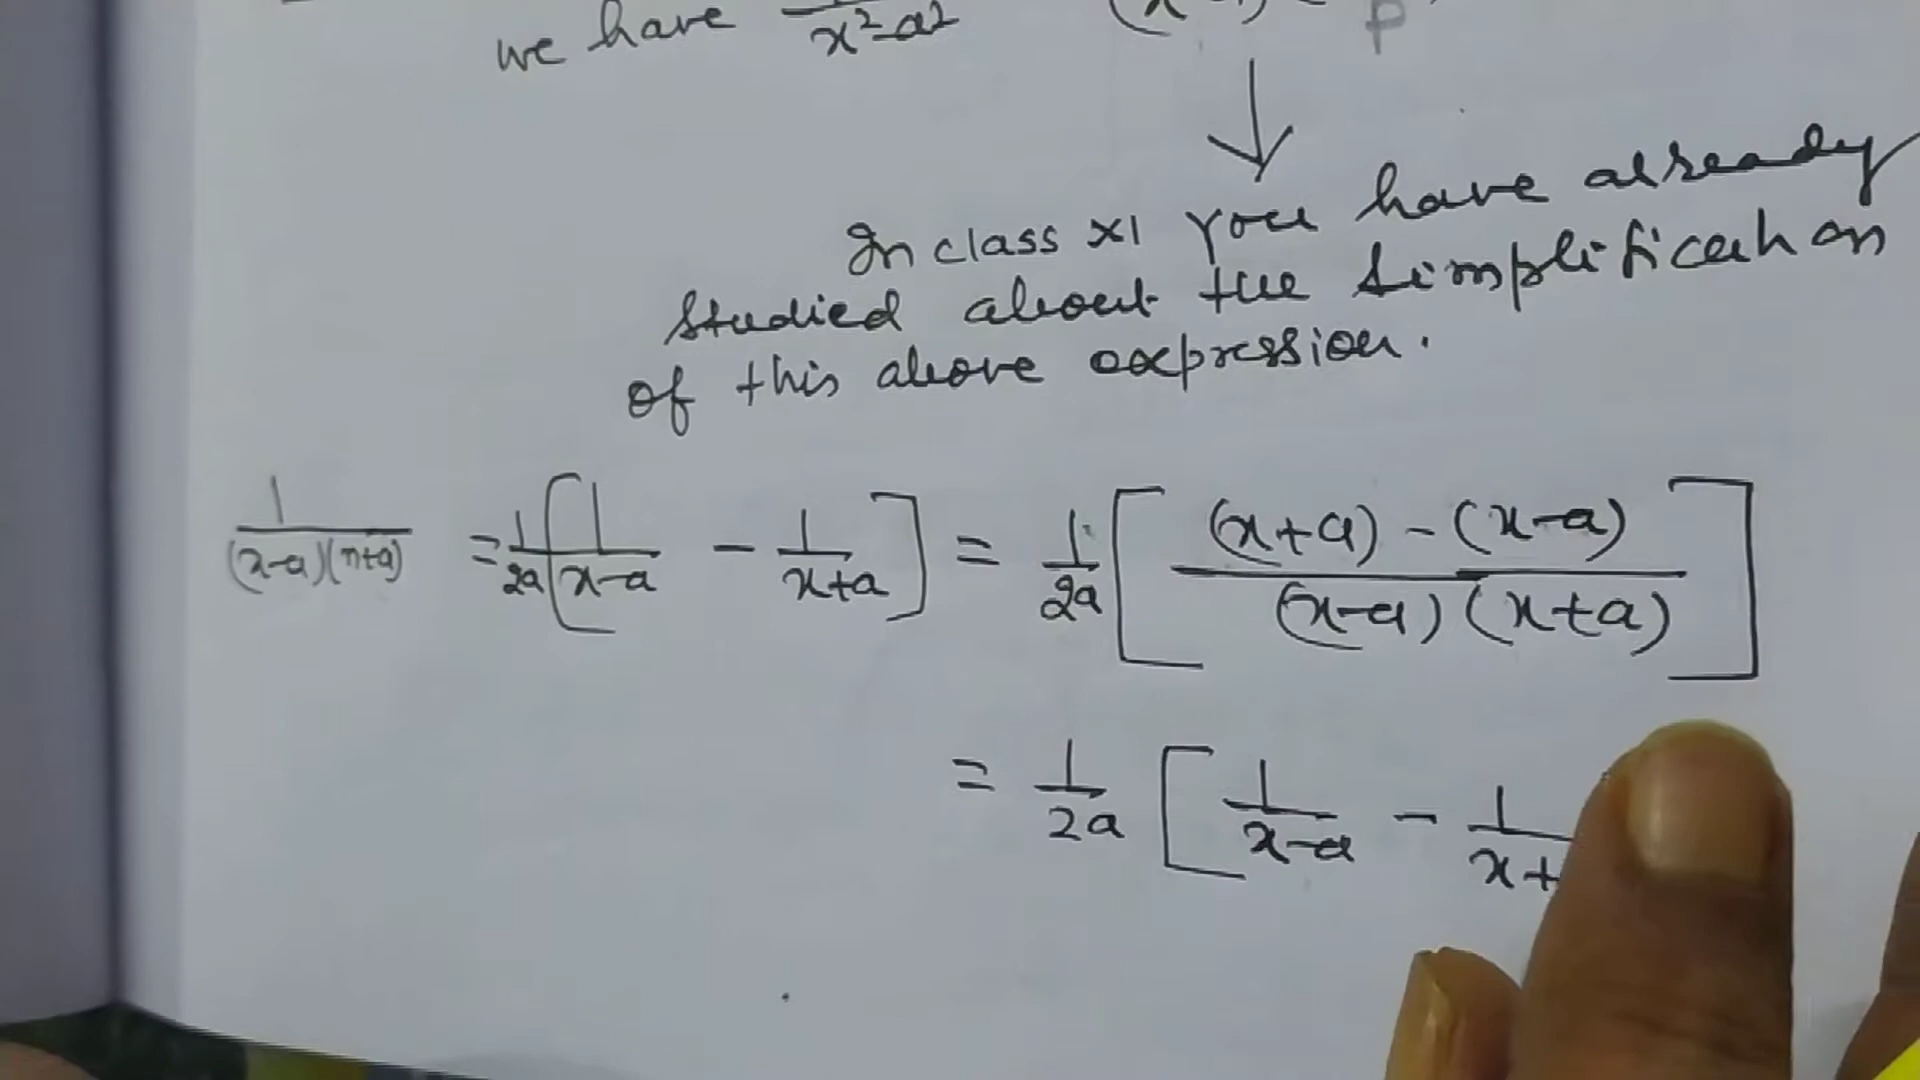 we have x²-a²
In class XI you have already
studied about the simplification
of this above expression.
1/(x-a)(x+a) = 1/2a [1/x-a - 1/x+a] = 1/2a [(x+a) - (x-a)/(x-a)(x+a)]
= 1/2a [1/x-a - 1/x+